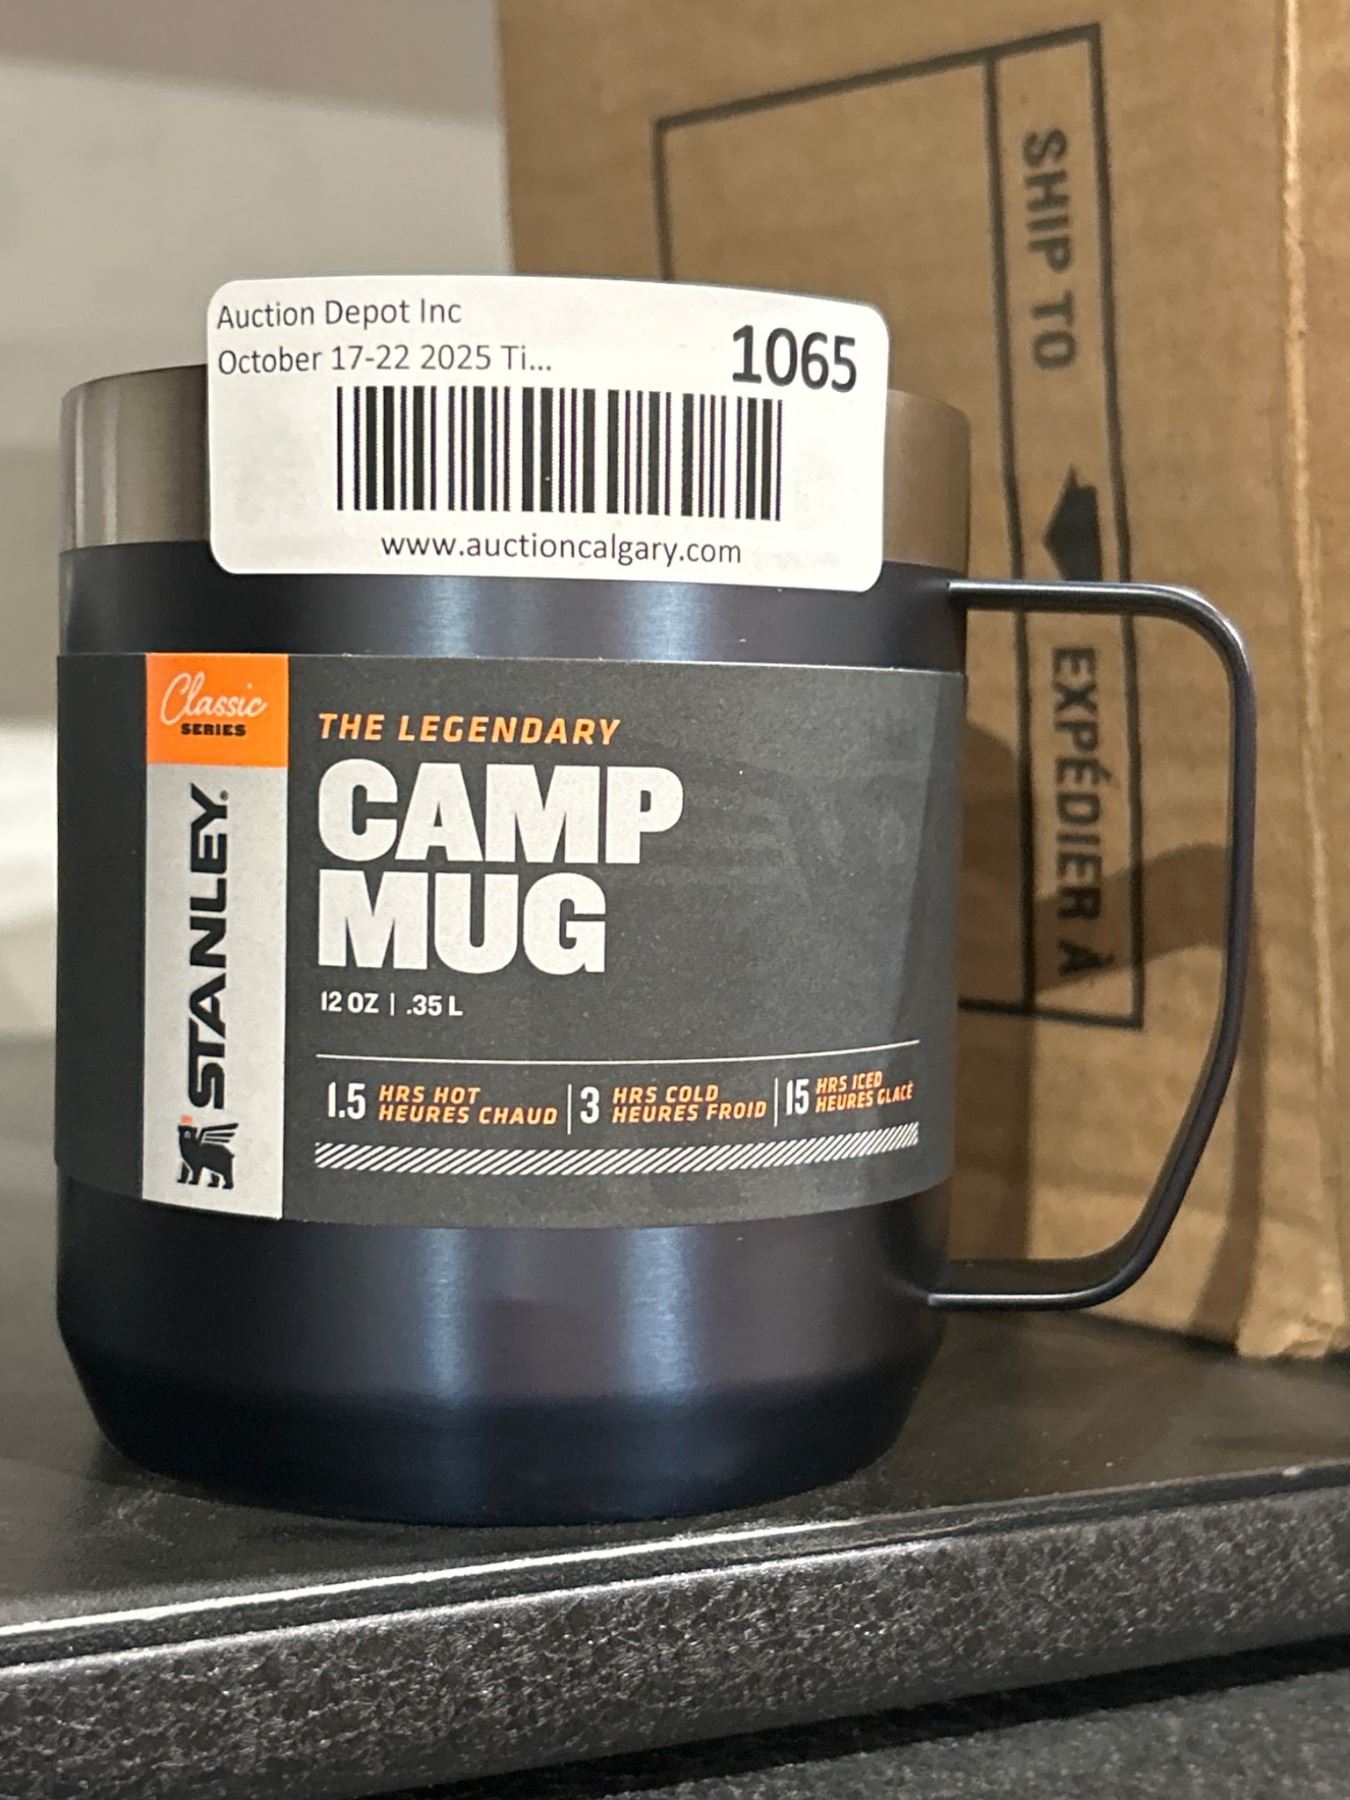 Auction Depot Inc
October 17-22 2025 Ti...
1065
www.auctioncalgary.com
Classic
SERIES
STANLEY®
THE LEGENDARY
CAMP
MUG
12 OZ | .35 L
1.5 HRS HOT
HEURES CHAUD
3 HRS COLD
HEURES FROID
15 HRS ICED
HEURES GLACÉ
SHIP TO
EXPÉDIER À